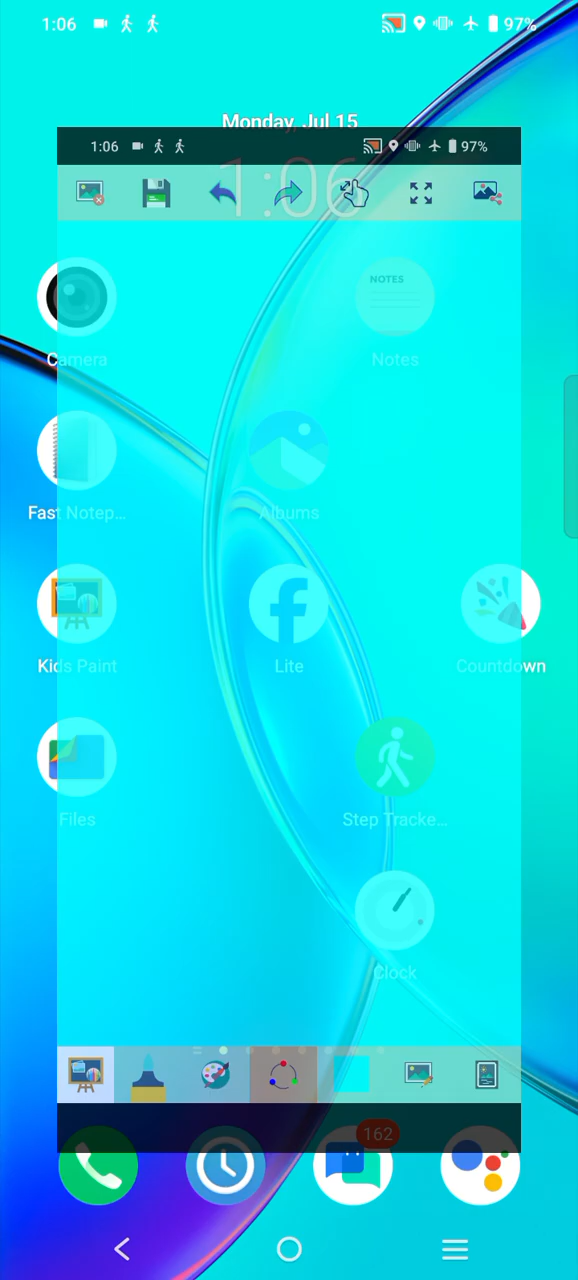 1:06
97%
Monday, Jul 15
1:06
97%
1:06
NOTES
Camera
Notes
Fast Notep...
Albums
Kids Paint
Lite
Countdown
Files
Step Tracke...
Clock
162